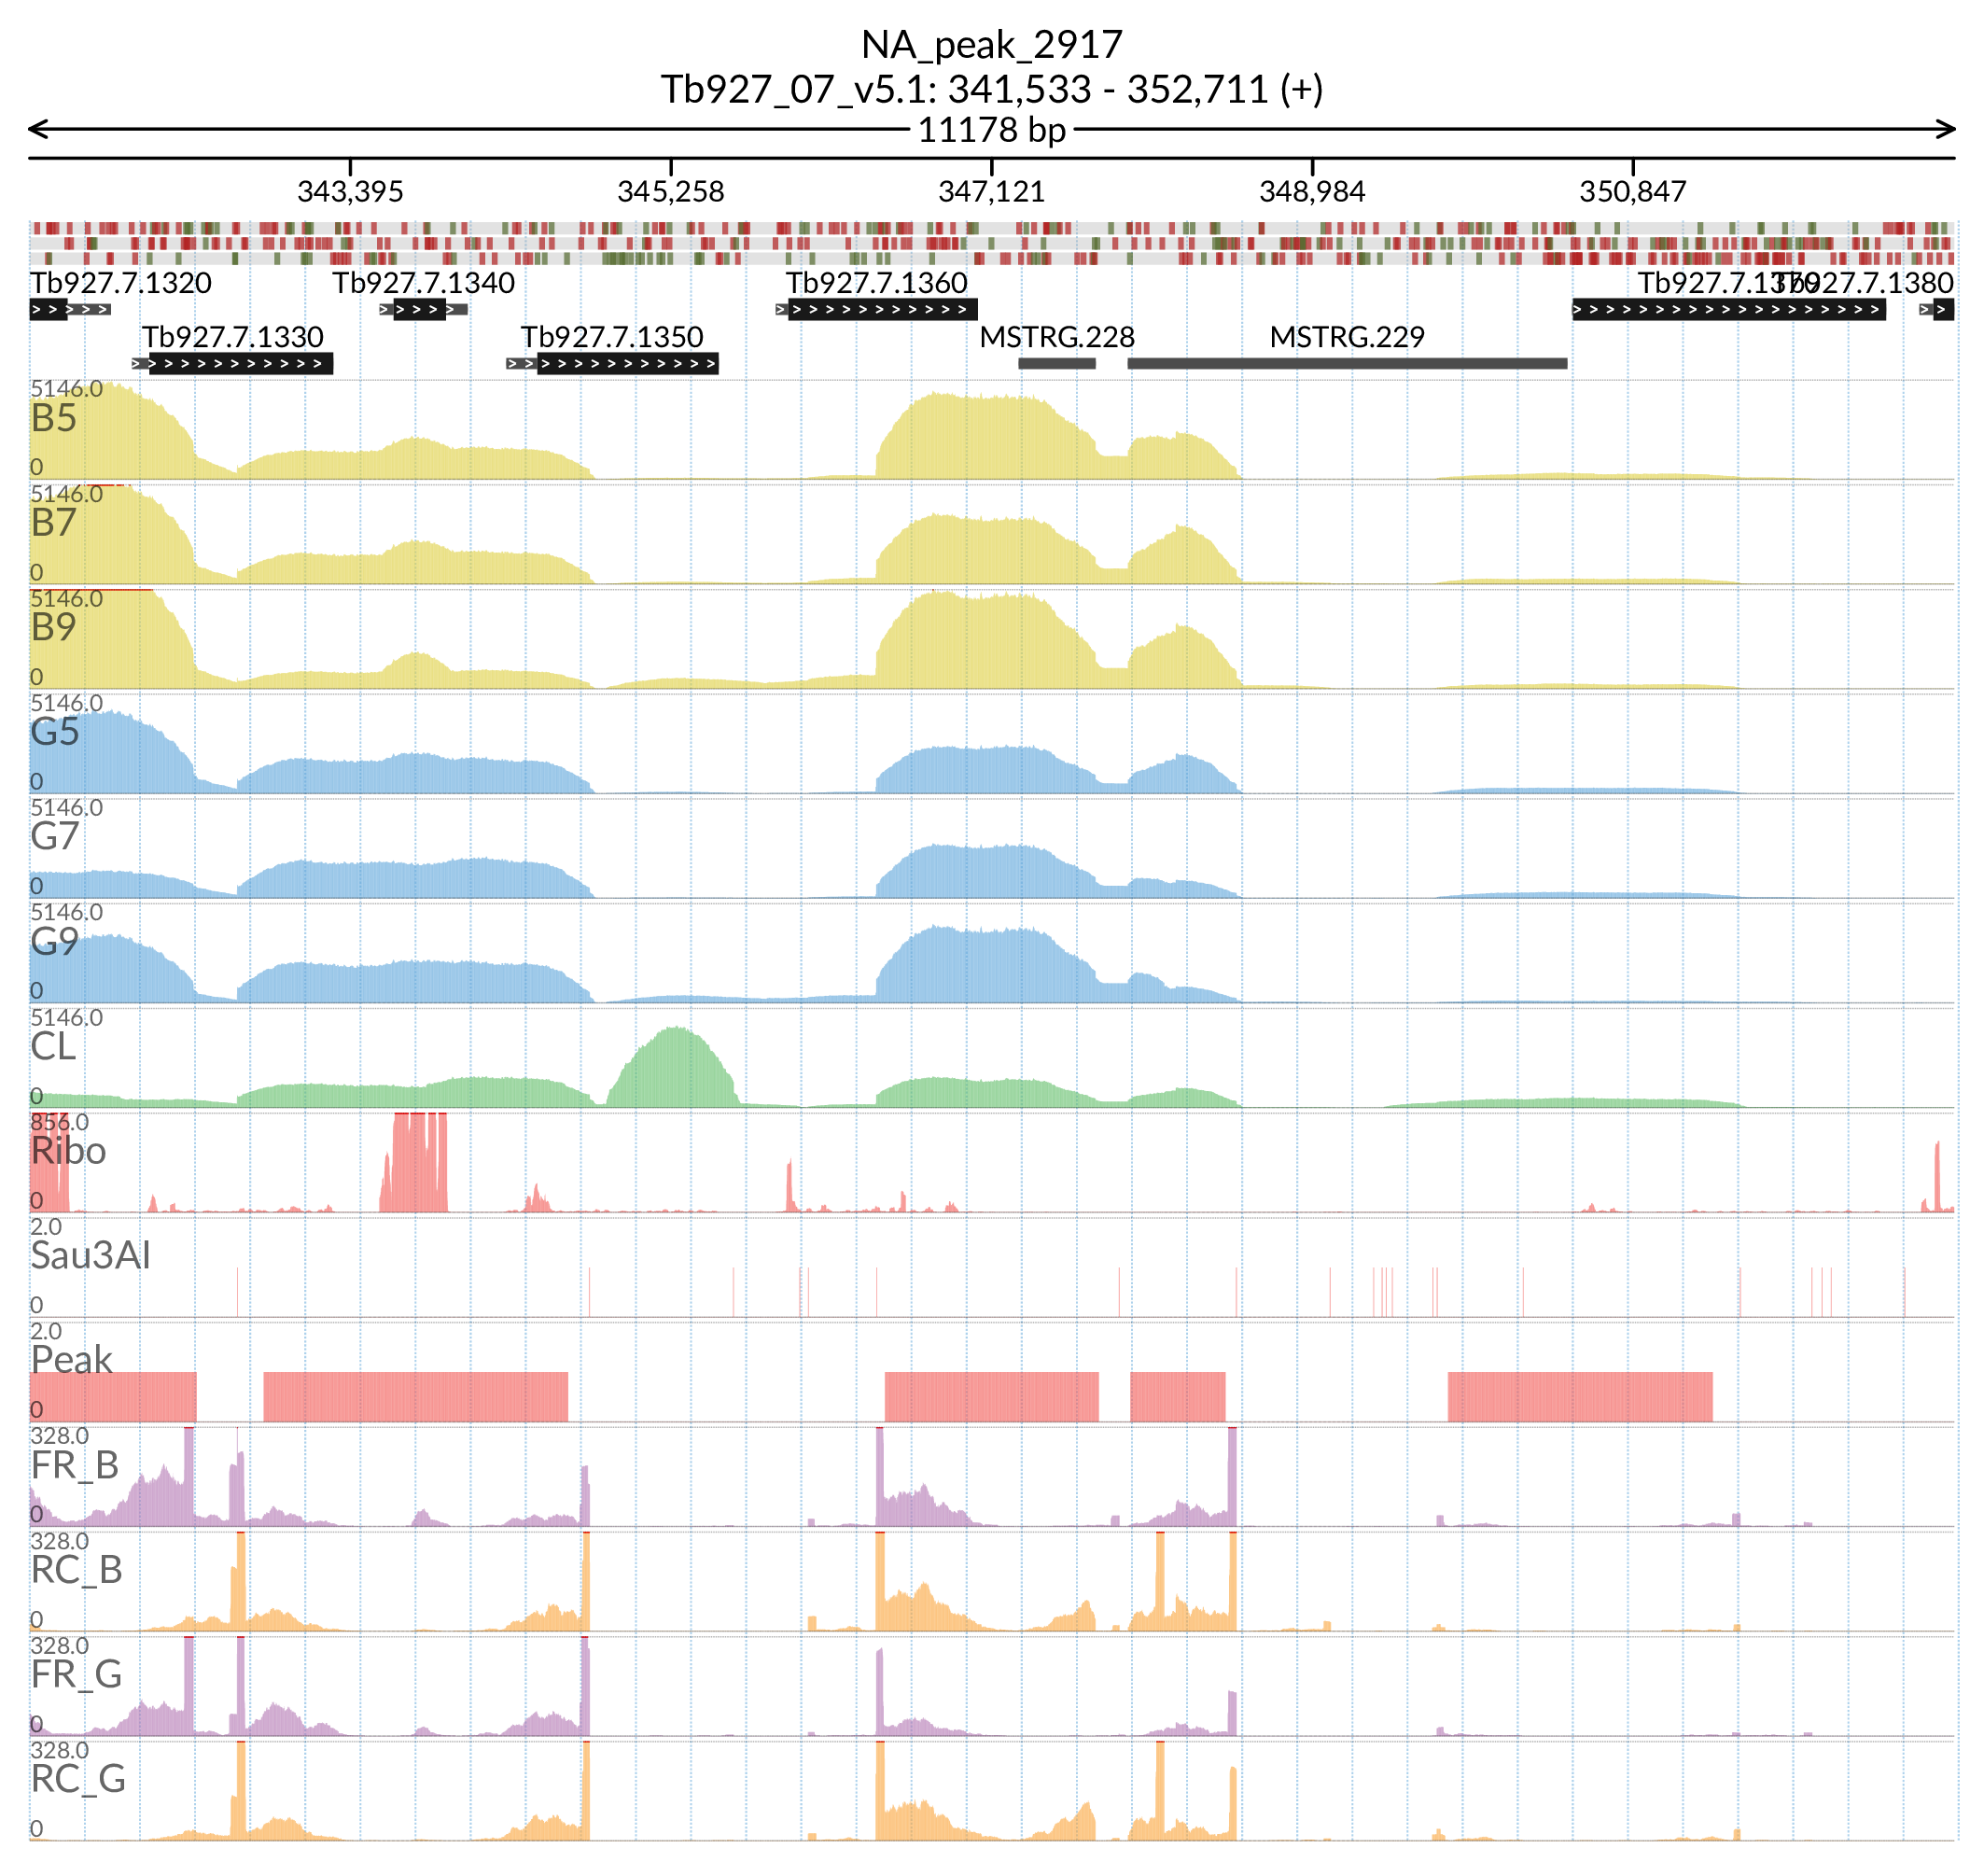 NA_peak_2917
Tb927_07_v5.1: 341,533 - 352,711 (+)
11178 bp
343,395 345,258 347,121 348,984 350,847
Tb927.7.1320 Tb927.7.1340 Tb927.7.1360 Tb927.7.1370 Tb927.7.1380
Tb927.7.1330 Tb927.7.1350 MSTRG.228 MSTRG.229
5146.0
B5
0
5146.0
B7
0
5146.0
B9
0
5146.0
G5
0
5146.0
G7
0
5146.0
G9
0
5146.0
CL
0
856.0
Ribo
0
2.0
Sau3AI
0
2.0
Peak
0
328.0
FR_B
0
328.0
RC_B
0
328.0
FR_G
0
328.0
RC_G
0